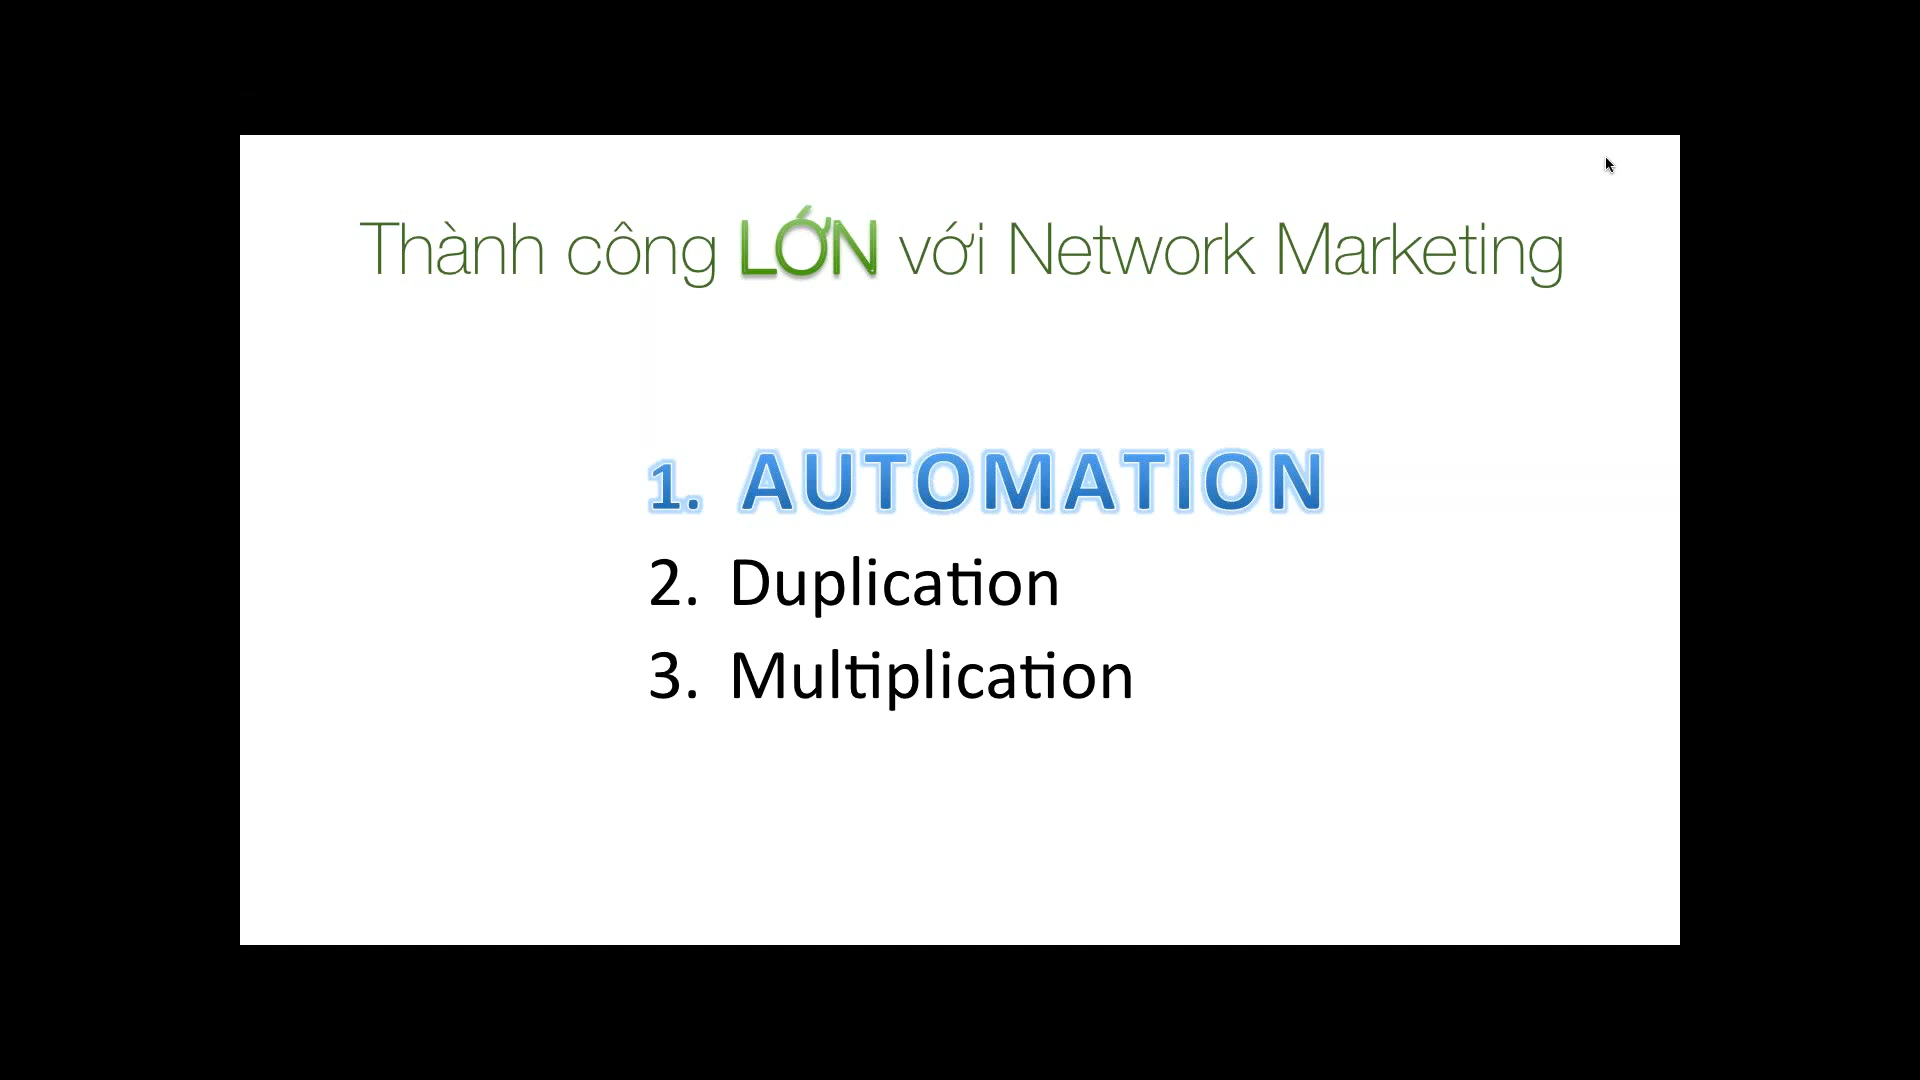 Thành công LỚN với Network Marketing
1. AUTOMATION
2. Duplication
3. Multiplication